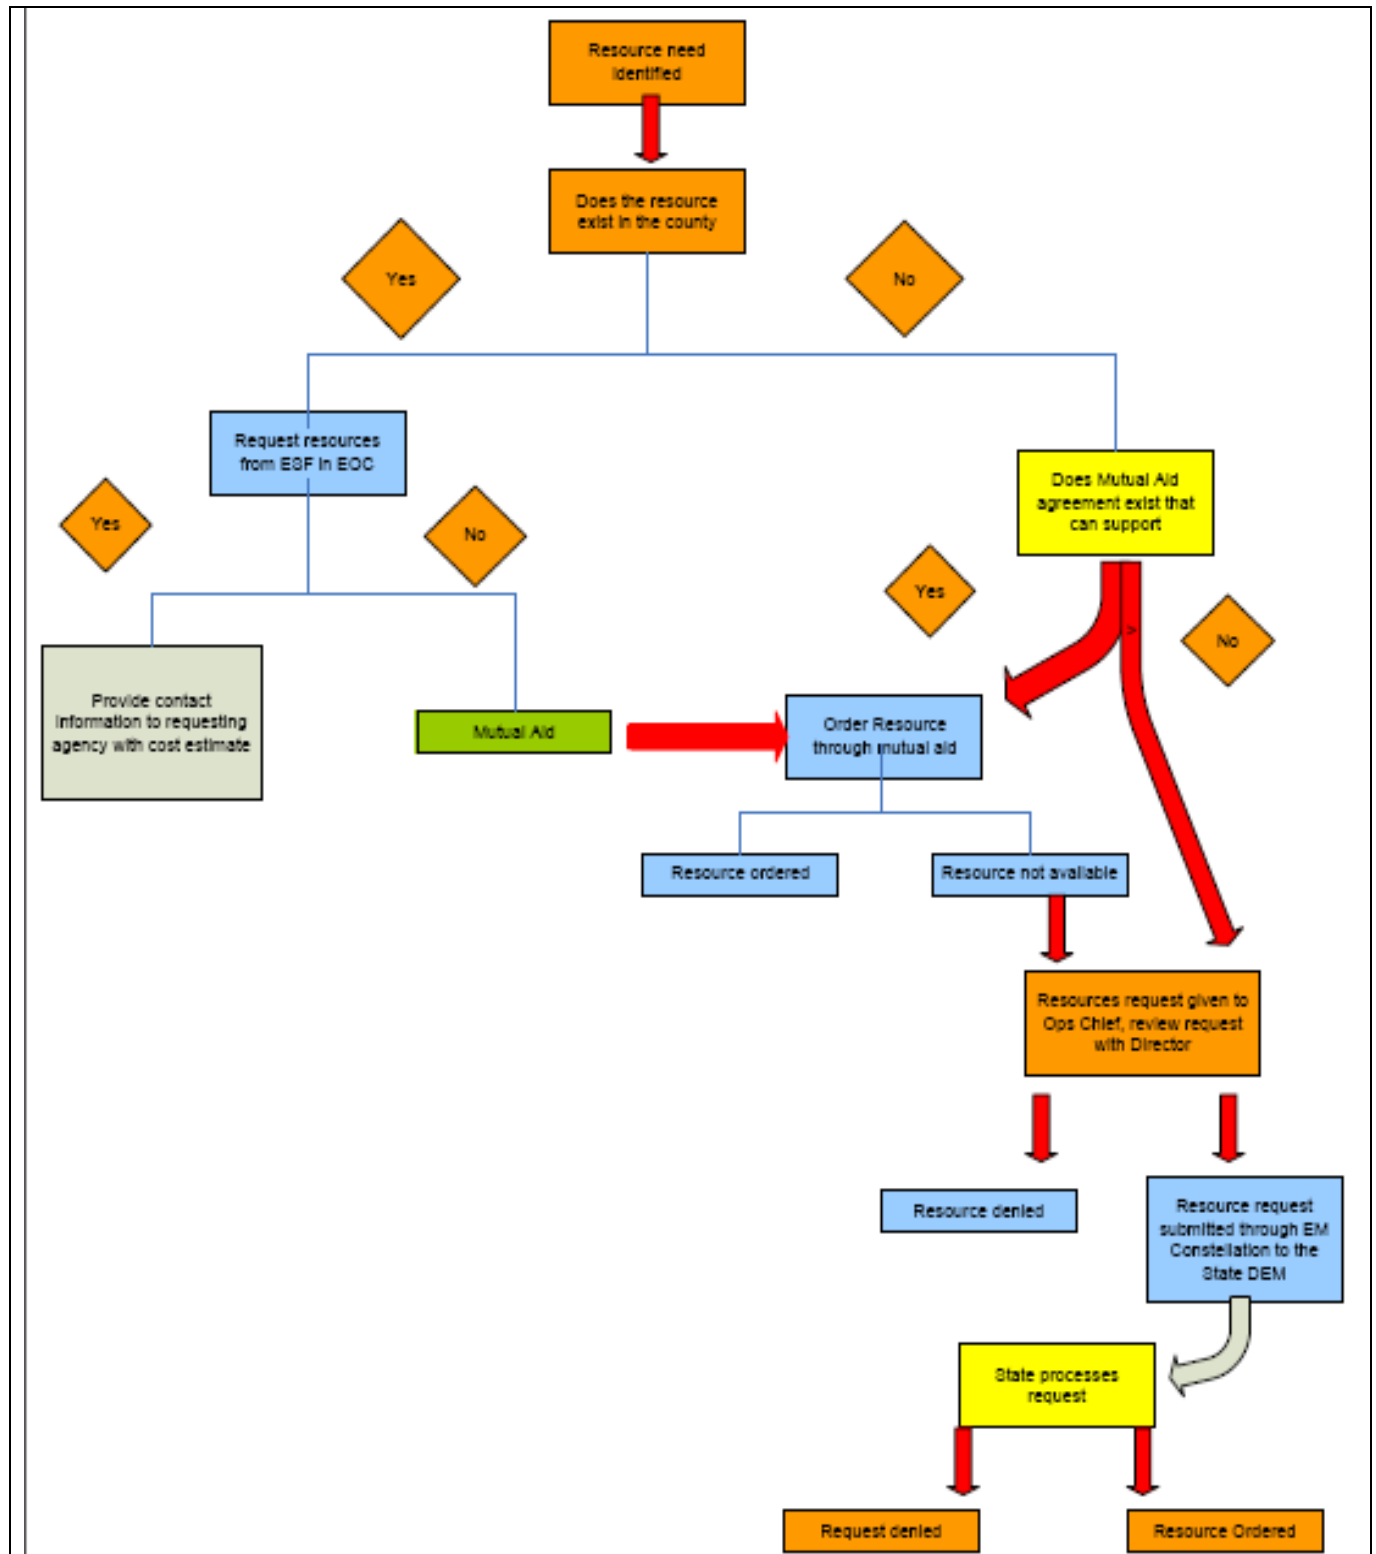 Resource need
identified
Does the resource
exist in the county
Yes
No
Request resources
from ESF in EOC
Does Mutual Aid
agreement exist that
can support
Yes
No
Yes
No
>
Provide contact
information to requesting
agency with cost estimate
Mutual Aid
Order Resource
through mutual aid
Resource ordered
Resource not available
Resources request given to
Ops Chief, review request
with Director
Resource denied
Resource request
submitted through EM
Constellation to the
State DEM
State processes
request
Request denied
Resource Ordered